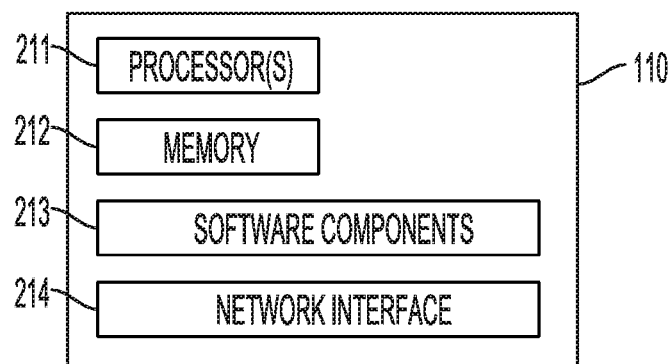 211 PROCESSOR(S) 110
212 MEMORY
213 SOFTWARE COMPONENTS
214 NETWORK INTERFACE